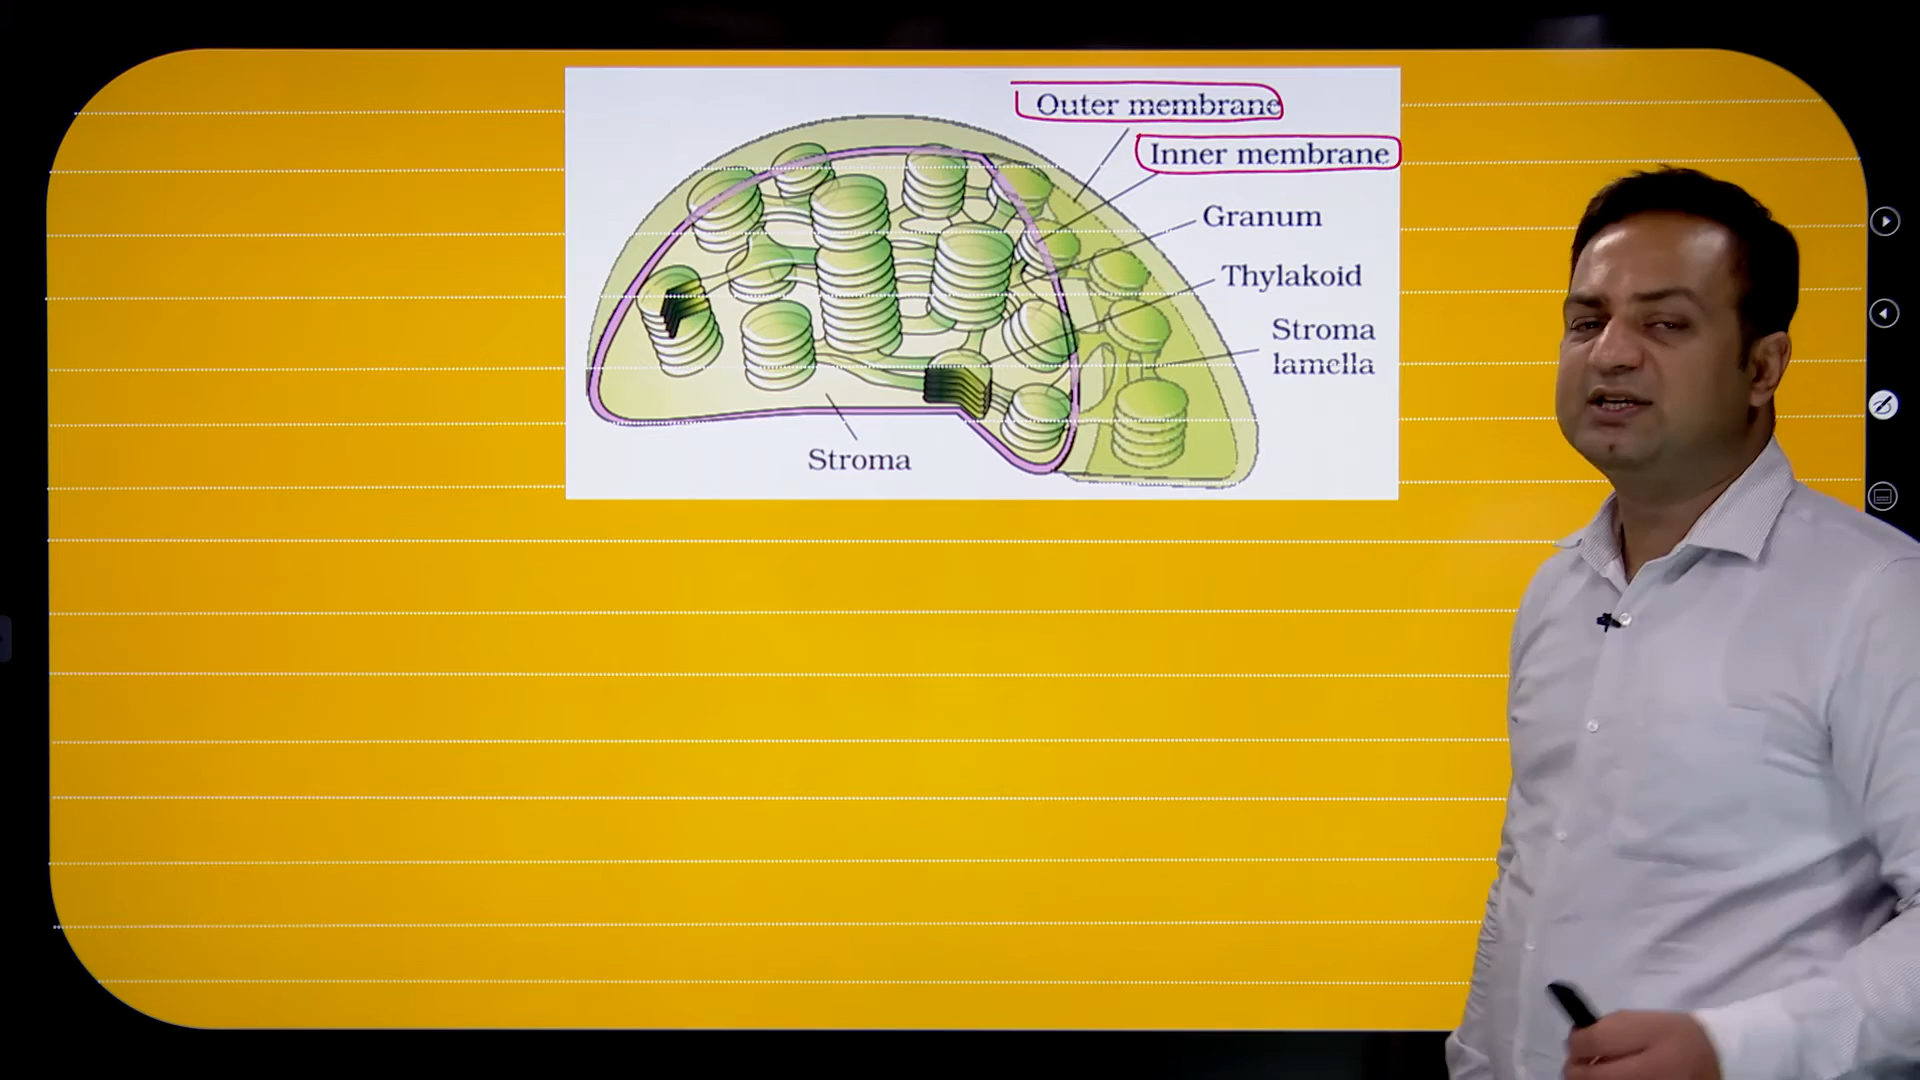 Outer membrane
Inner membrane
Granum
Thylakoid
Stroma
lamella
Stroma